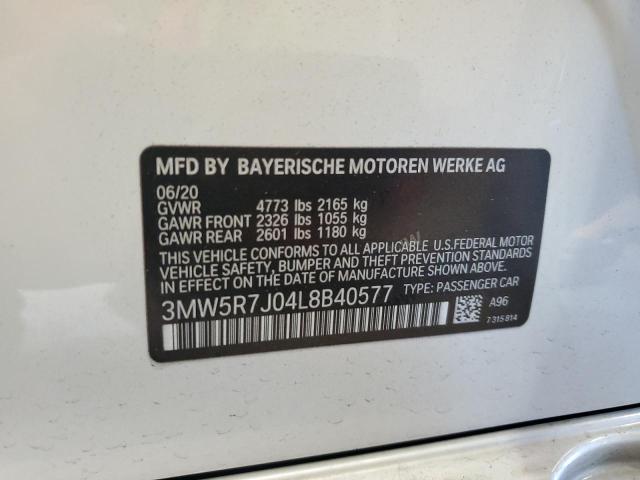 MFD BY BAYERISCHE MOTOREN WERKE AG
06/20
GVWR 4773 lbs 2165 kg
GAWR FRONT 2326 lbs 1055 kg
GAWR REAR 2601 lbs 1180 kg
THIS VEHICLE CONFORMS TO ALL APPLICABLE U.S.FEDERAL MOTOR
VEHICLE SAFETY, BUMPER AND THEFT PREVENTION STANDARDS
IN EFFECT ON THE DATE OF MANUFACTURE SHOWN ABOVE.
3MW5R7J04L8B40577 TYPE: PASSENGER CAR
A96
7 315 814